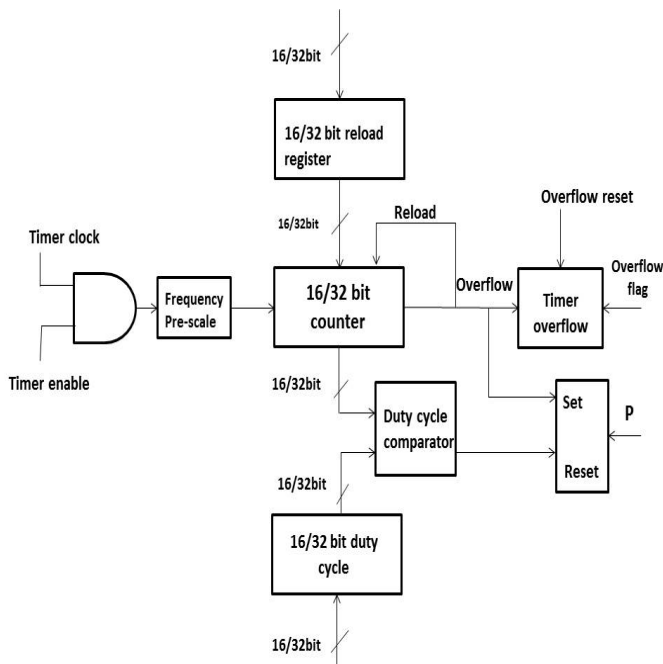 16/32bit
16/32 bit reload
register
16/32bit
Reload
Overflow reset
Timer clock
Overflow
flag
Overflow
Frequency
Pre-scale
16/32 bit
counter
Timer
overflow
Timer enable
16/32bit
Duty cycle
comparator
Set
P
Reset
16/32bit
16/32 bit duty
cycle
16/32bit